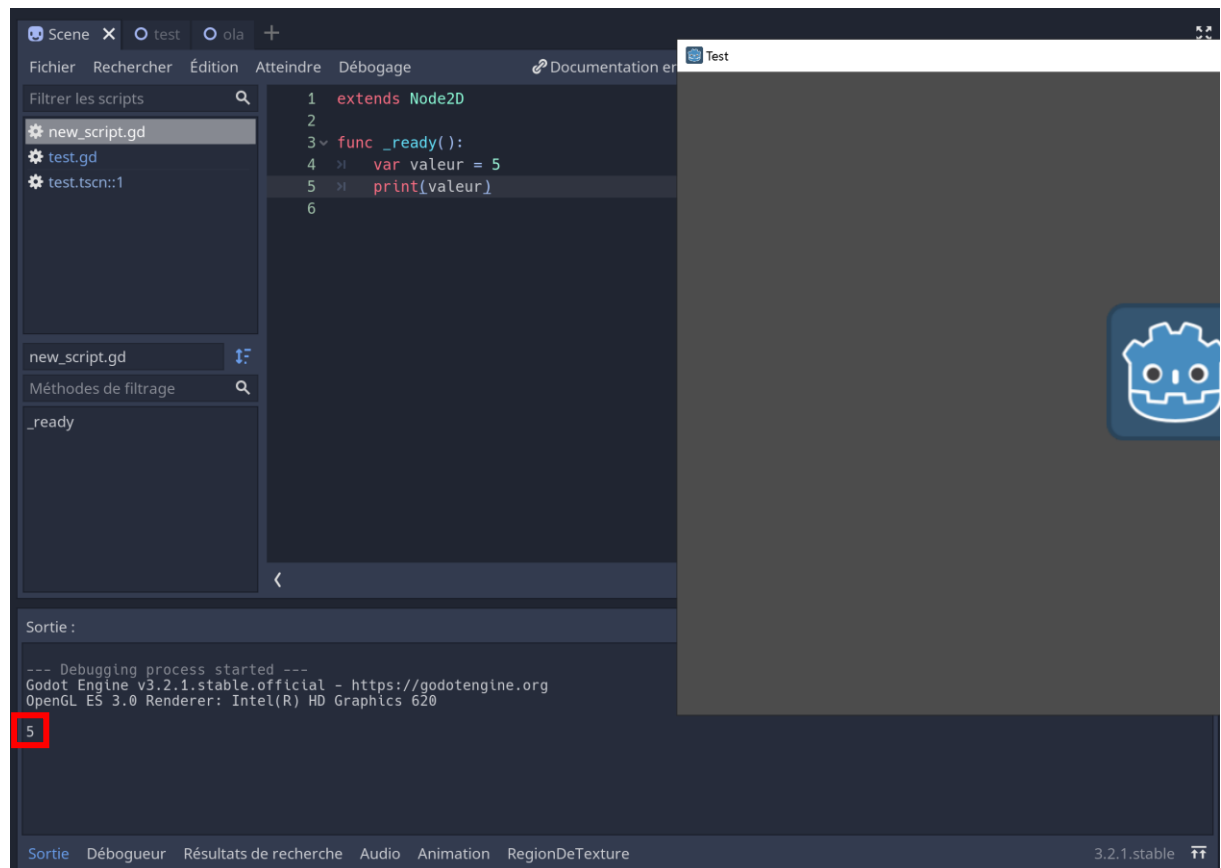 Scene test ola
Fichier Rechercher Édition Atteindre Débogage Documentation en
Test
Filtrer les scripts
new_script.gd
test.gd
test.tscn::1
1 extends Node2D
2
3 func _ready():
4 var valeur = 5
5 print(valeur)
6
new_script.gd
Méthodes de filtrage
_ready
Sortie :
--- Debugging process started ---
Godot Engine v3.2.1.stable.official - https://godotengine.org
OpenGL ES 3.0 Renderer: Intel(R) HD Graphics 620
5
Sortie Débogueur Résultats de recherche Audio Animation RegionDeTexture 3.2.1.stable